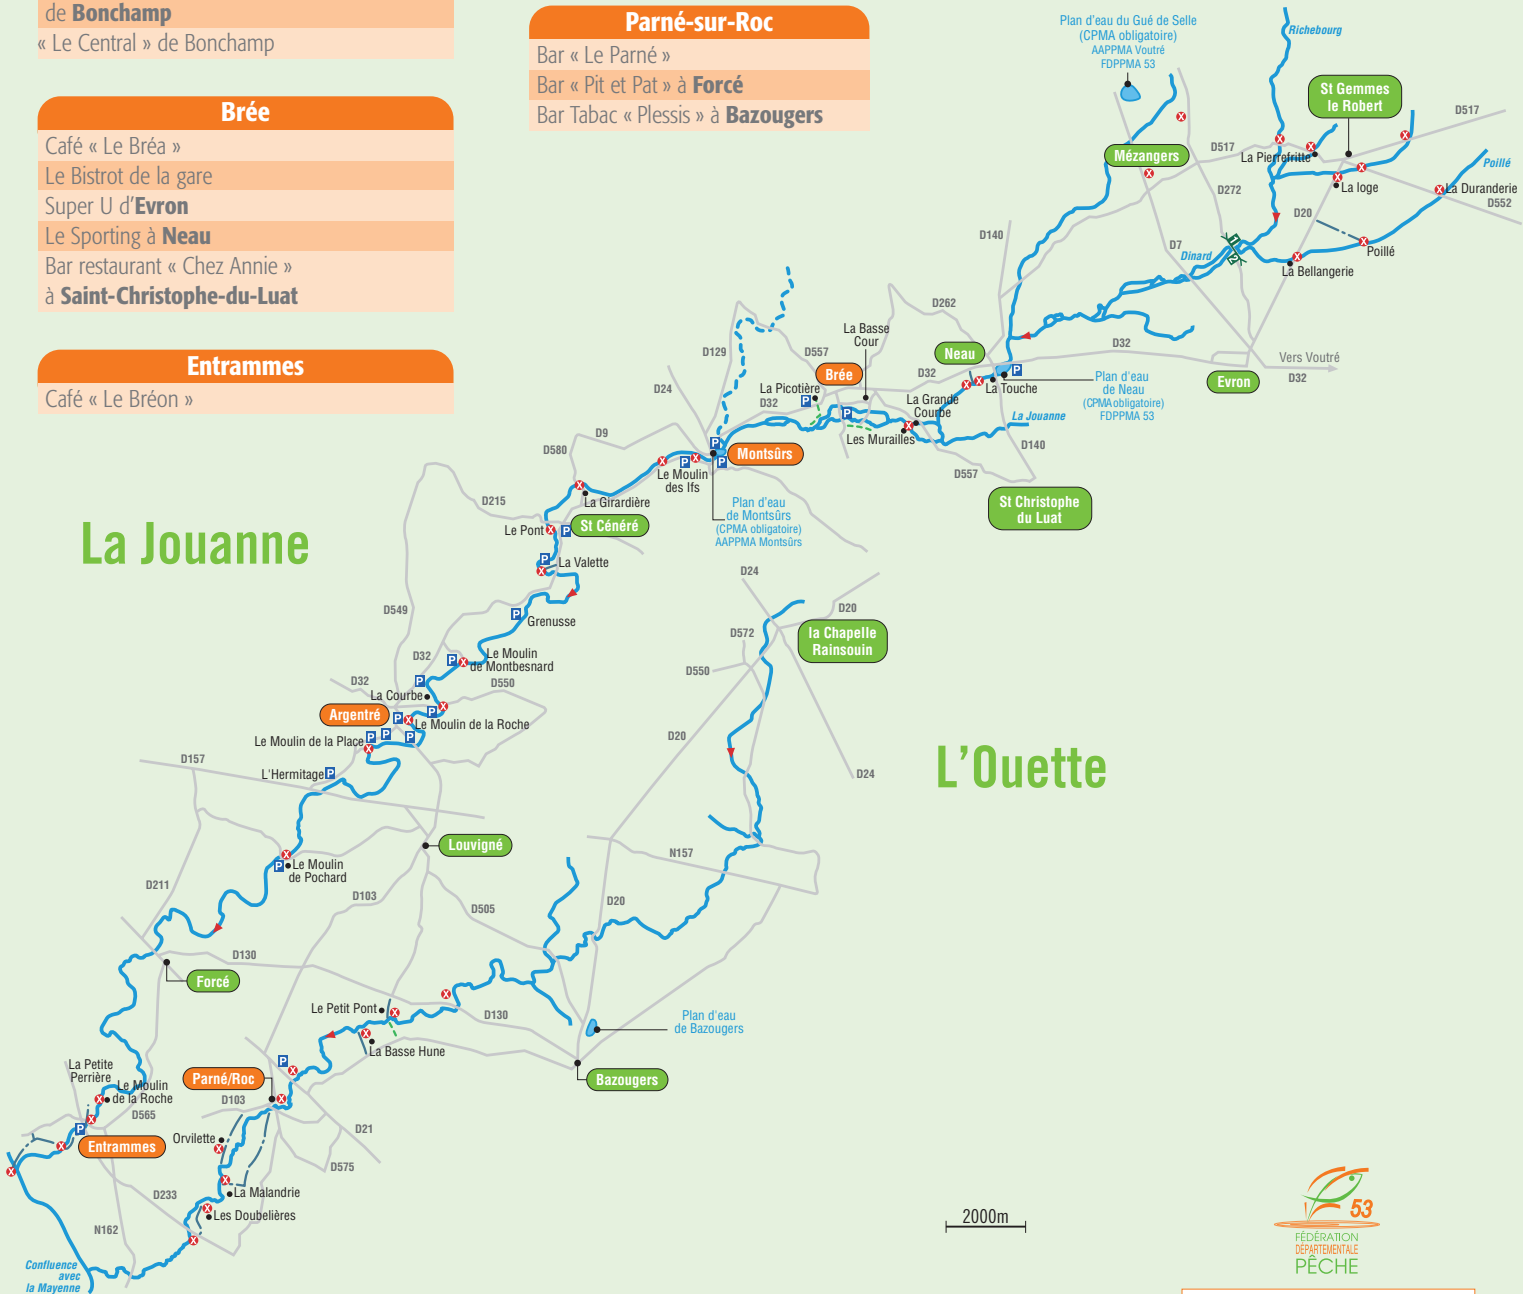 de Bonchamp
« Le Central » de Bonchamp
Brée
Café « Le Bréa »
Le Bistrot de la gare
Super U d’Evron
Le Sporting à Neau
Bar restaurant « Chez Annie »
à Saint-Christophe-du-Luat
Entrammes
Café « Le Bréon »
Parné-sur-Roc
Bar « Le Parné »
Bar « Pit et Pat » à Forcé
Bar Tabac « Plessis » à Bazougers
Plan d'eau du Gué de Selle
(CPMA obligatoire)
AAPPMA Voutré
FDPPMA 53
Richebourg
St Gemmes
le Robert
D517
Mézangers
D517
La Pierrefritte
Poillé
La loge
La Duranderie
D552
D272
D20
D140
D7
Dinard
Poillé
La Bellangerie
D262
La Basse
Cour
D129
D557
Neau
D32
Vers Voutré
D32
Evron
Brée
D32
D24
La Picotière
D32
La Touche
Plan d'eau
de Neau
(CPMA obligatoire)
FDPPMA 53
La Grande
Courbe
La Jouanne
Les Murailles
D140
D9
D580
Montsûrs
D557
Le Moulin
des Ifs
La Girardière
D215
St Christophe
du Luat
Plan d'eau
de Montsûrs
(CPMA obligatoire)
AAPPMA Montsûrs
Le Pont
St Cénéré
La Jouanne
La Valette
D24
D549
Grenusse
D20
D572
la Chapelle
Rainsouin
D32
Le Moulin
de Montbesnard
D550
D32
La Courbe
D550
Argentré
Le Moulin de la Roche
D20
Le Moulin de la Place
D157
L'Hermitage
L’Ouette
D24
Louvigné
N157
Le Moulin
de Pochard
D211
D103
D505
D20
D130
Forcé
Le Petit Pont
D130
Plan d'eau
de Bazougers
La Basse Hune
La Petite
Perrière
Le Moulin
de la Roche
Parné/Roc
Bazougers
D103
D565
Entrammes
Orvilette
D21
D575
La Malandrie
D233
Les Doubelières
N162
Confluence
avec
la Mayenne
2000m
53
FÉDÉRATION
DÉPARTEMENTALE
PÊCHE